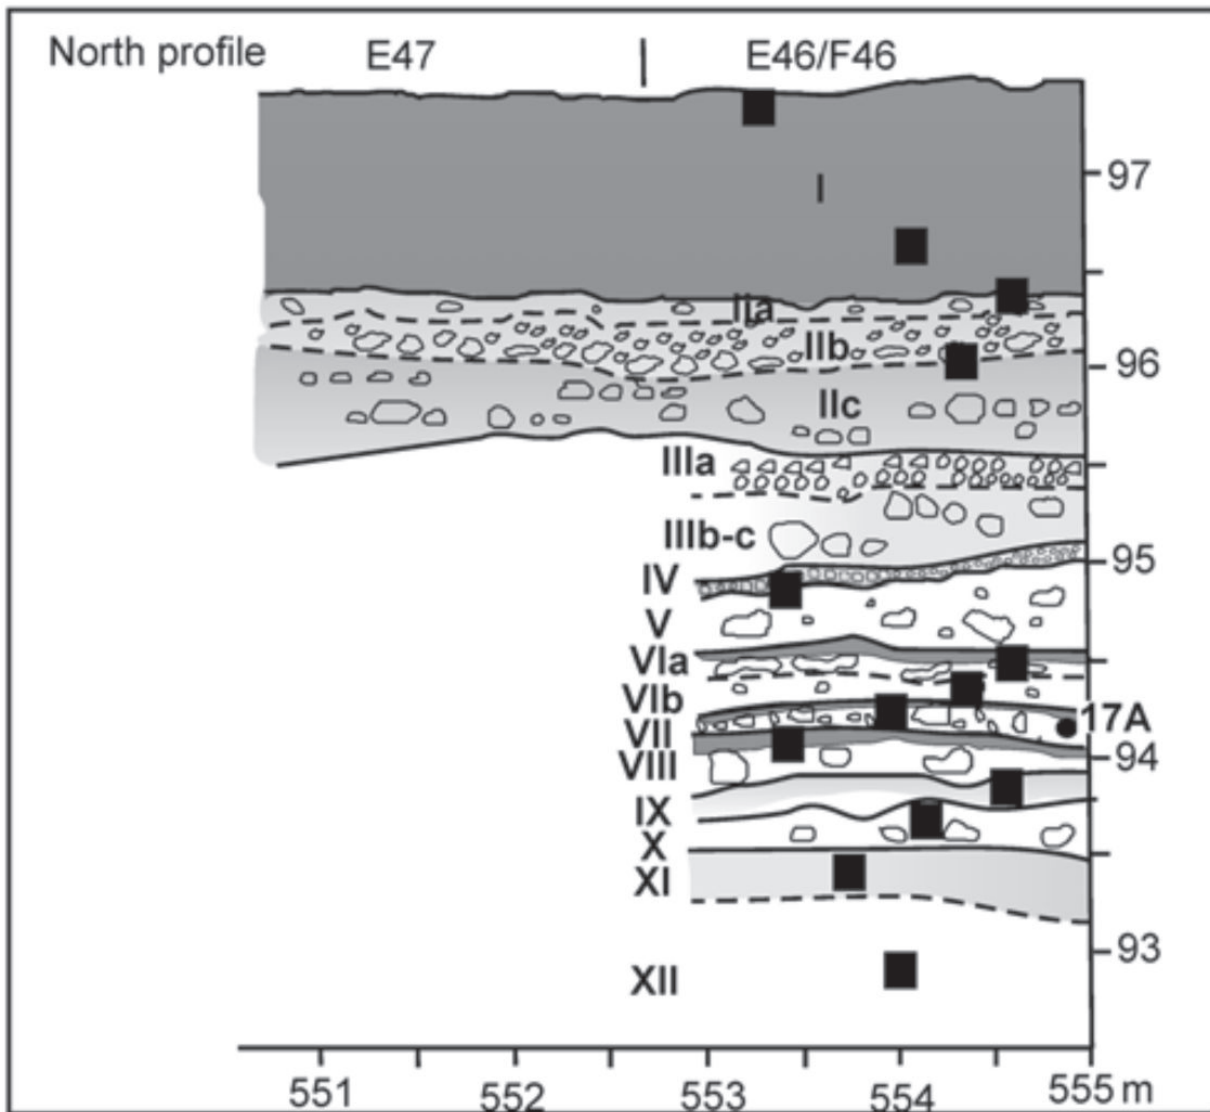 North profile E47 E46/F46
I
97
IIa
IIb
96
IIc
IIIa
IIIb-c
95
IV
V
VIa
VIb
17A
VII
94
VIII
IX
X
XI
93
XII
551 552 553 554 555 m